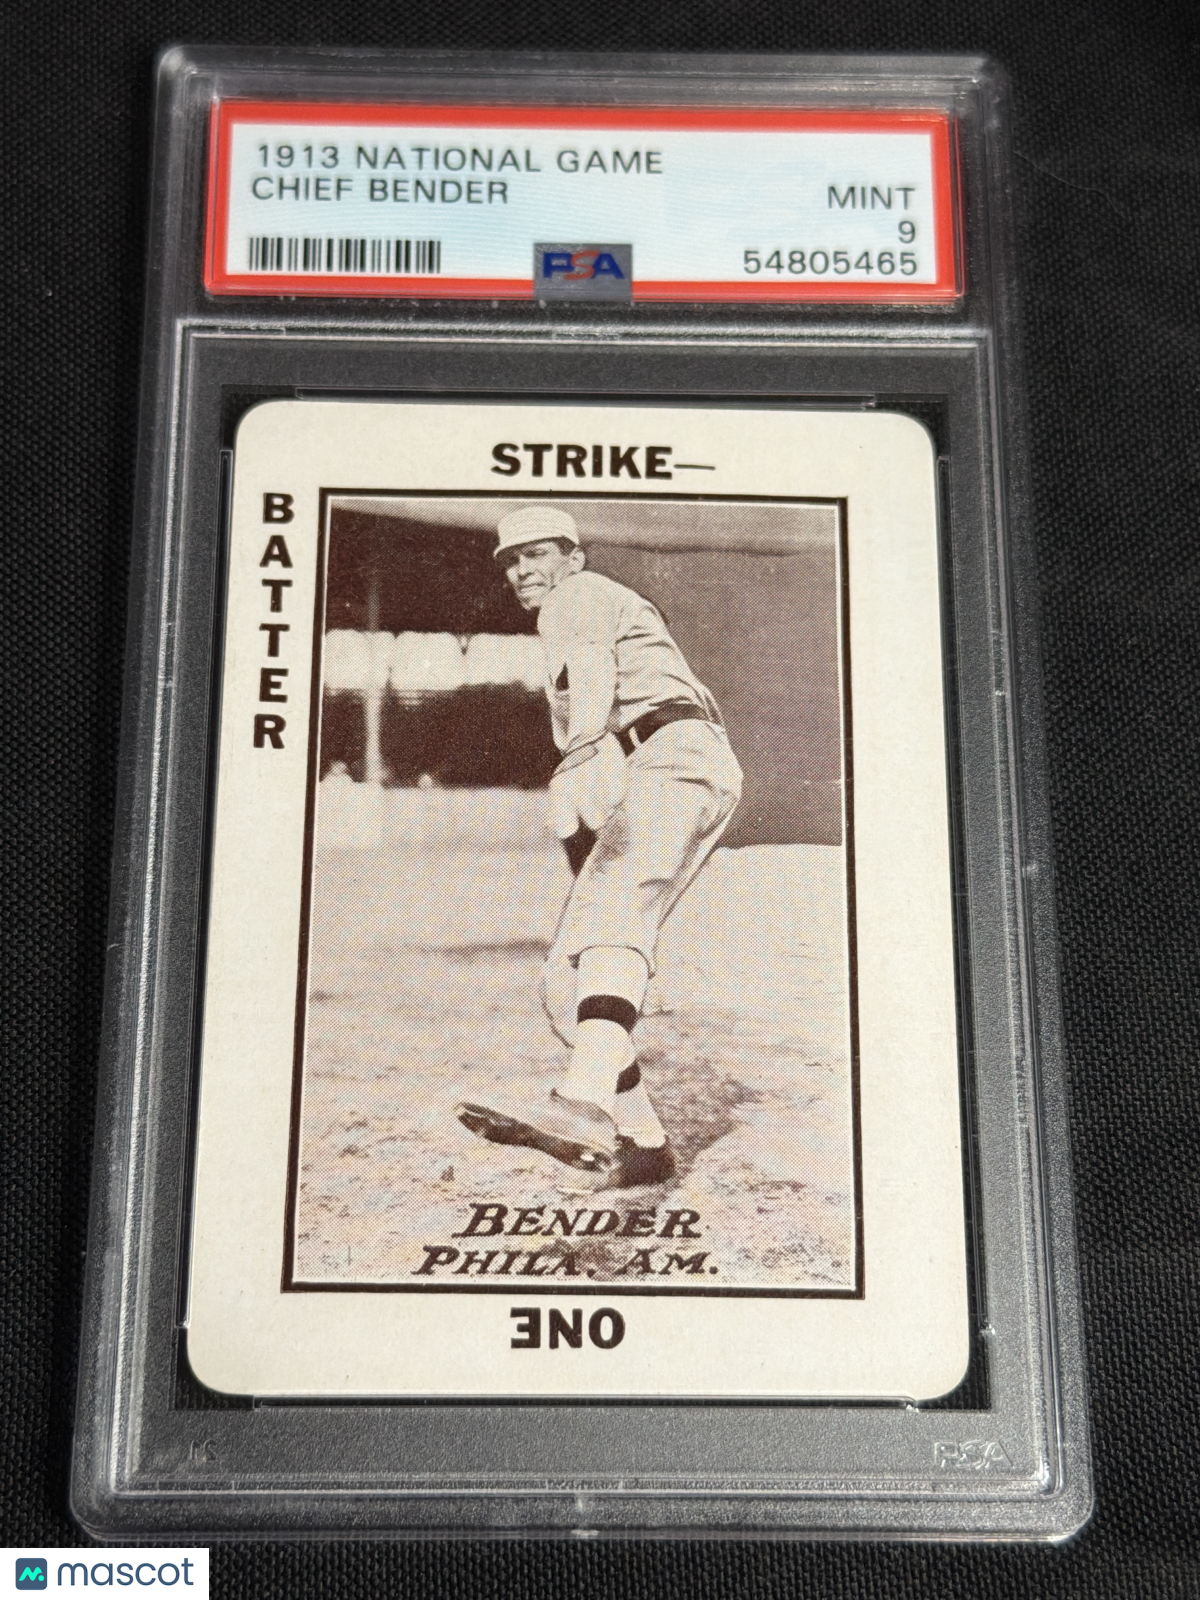 1913 NATIONAL GAME
CHIEF BENDER
MINT
9
54805465
PSA
STRIKE—
BATTER
BENDER
PHILA. AM.
ONE
PSA
mascot